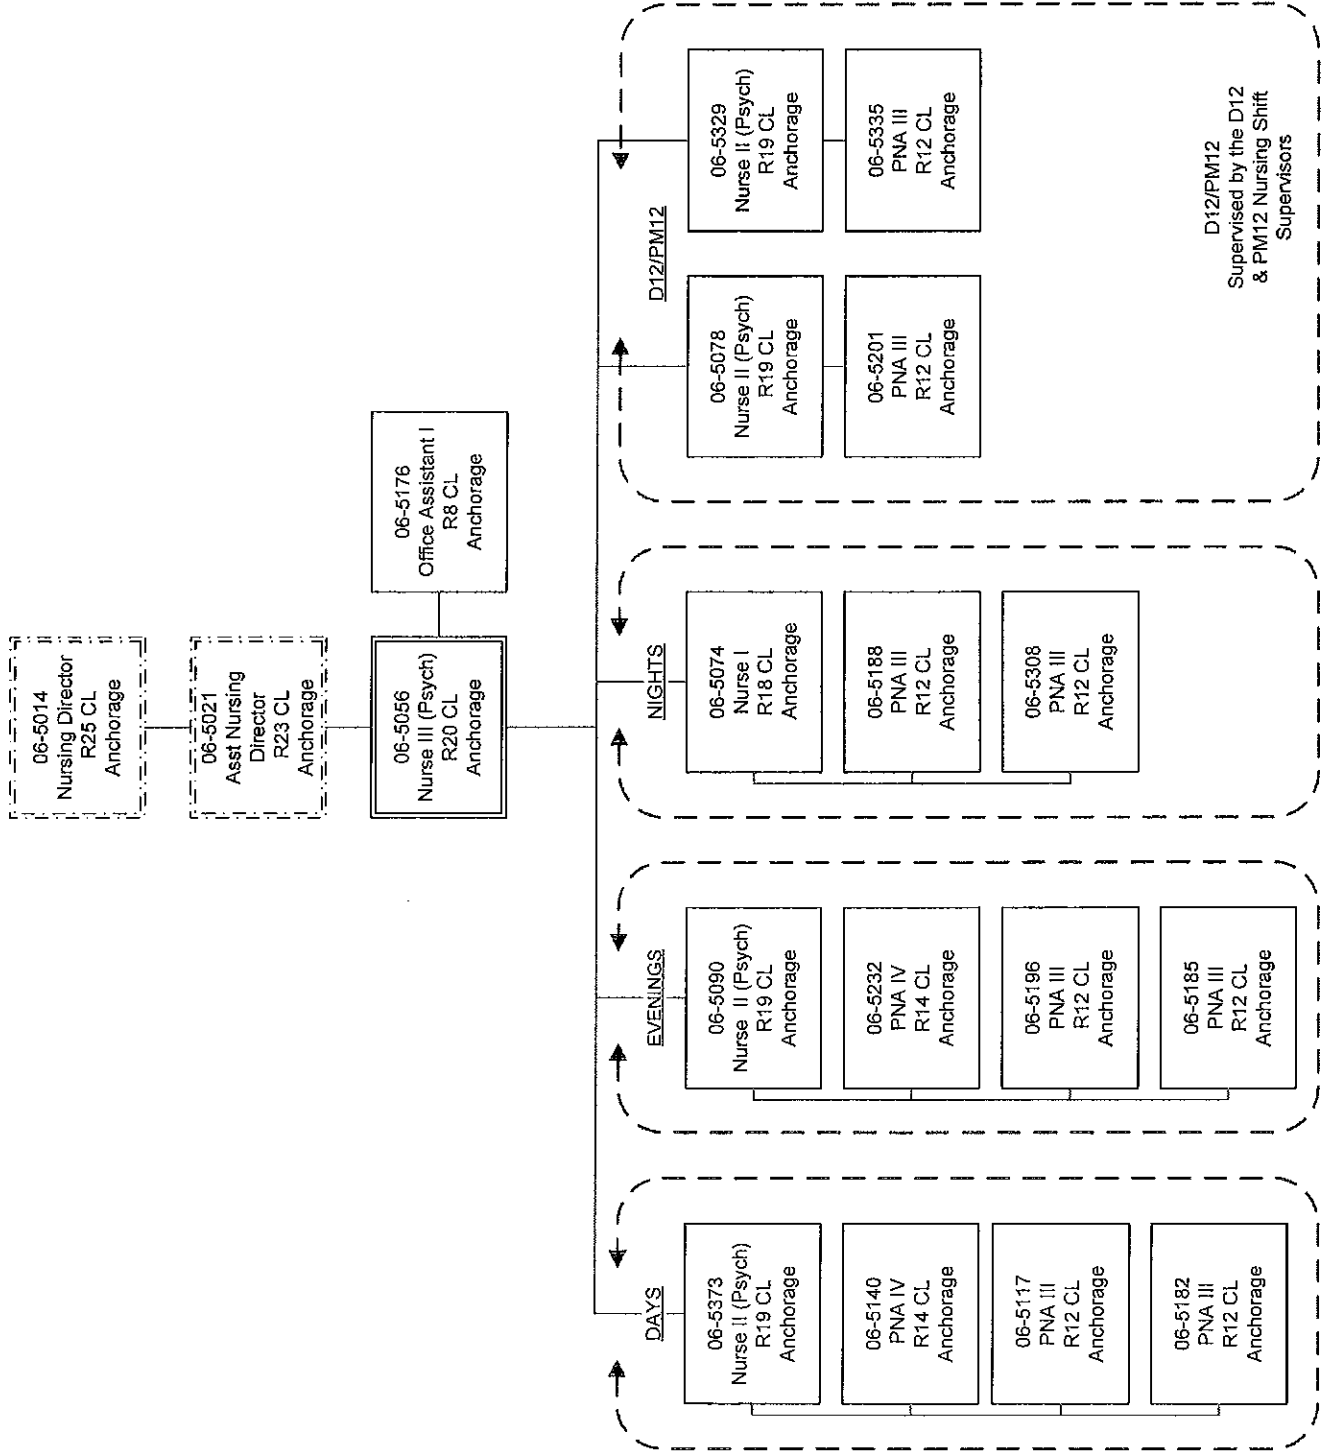 06-5014
Nursing Director
R25 CL
Anchorage
06-5021
Asst Nursing
Director
R23 CL
Anchorage
06-5056
Nurse III (Psych)
R20 CL
Anchorage
06-5176
Office Assistant I
R8 CL
Anchorage
DAYS
06-5373
Nurse II (Psych)
R19 CL
Anchorage
06-5140
PNA IV
R14 CL
Anchorage
06-5117
PNA III
R12 CL
Anchorage
06-5182
PNA III
R12 CL
Anchorage
EVENINGS
06-5090
Nurse II (Psych)
R19 CL
Anchorage
06-5232
PNA IV
R14 CL
Anchorage
06-5196
PNA III
R12 CL
Anchorage
06-5185
PNA III
R12 CL
Anchorage
NIGHTS
06-5074
Nurse I
R18 CL
Anchorage
06-5188
PNA III
R12 CL
Anchorage
06-5308
PNA III
R12 CL
Anchorage
D12/PM12
06-5078
Nurse II (Psych)
R19 CL
Anchorage
06-5201
PNA III
R12 CL
Anchorage
06-5329
Nurse II (Psych)
R19 CL
Anchorage
06-5335
PNA III
R12 CL
Anchorage
D12/PM12
Supervised by the D12
& PM12 Nursing Shift
Supervisors